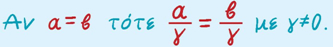 Αν α=β τότε α/γ = β/γ με γ≠0.